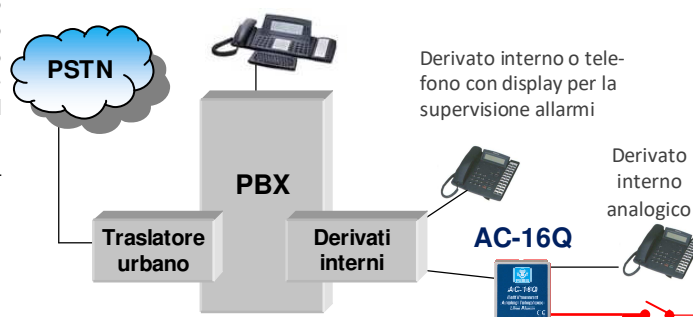 PSTN
Derivato interno o tele-
fono con display per la
supervisione allarmi
PBX
Derivato
interno
analogico
Traslatore
urbano
Derivati
interni
AC-16Q
AC-16Q